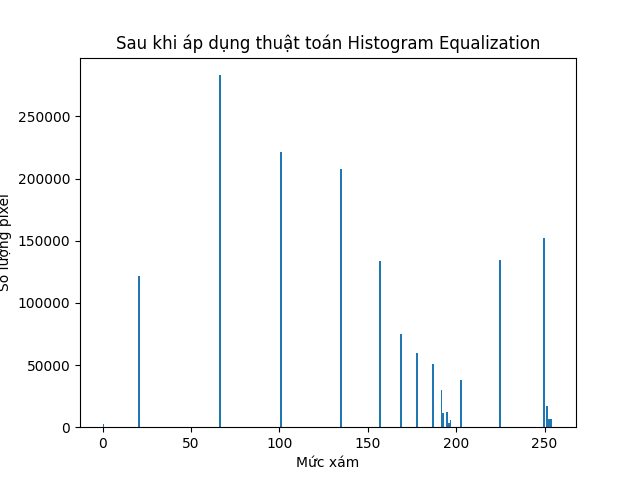 Sau khi áp dụng thuật toán Histogram Equalization
250000
200000
150000
100000
50000
0
Số lượng pixel
0 50 100 150 200 250
Mức xám